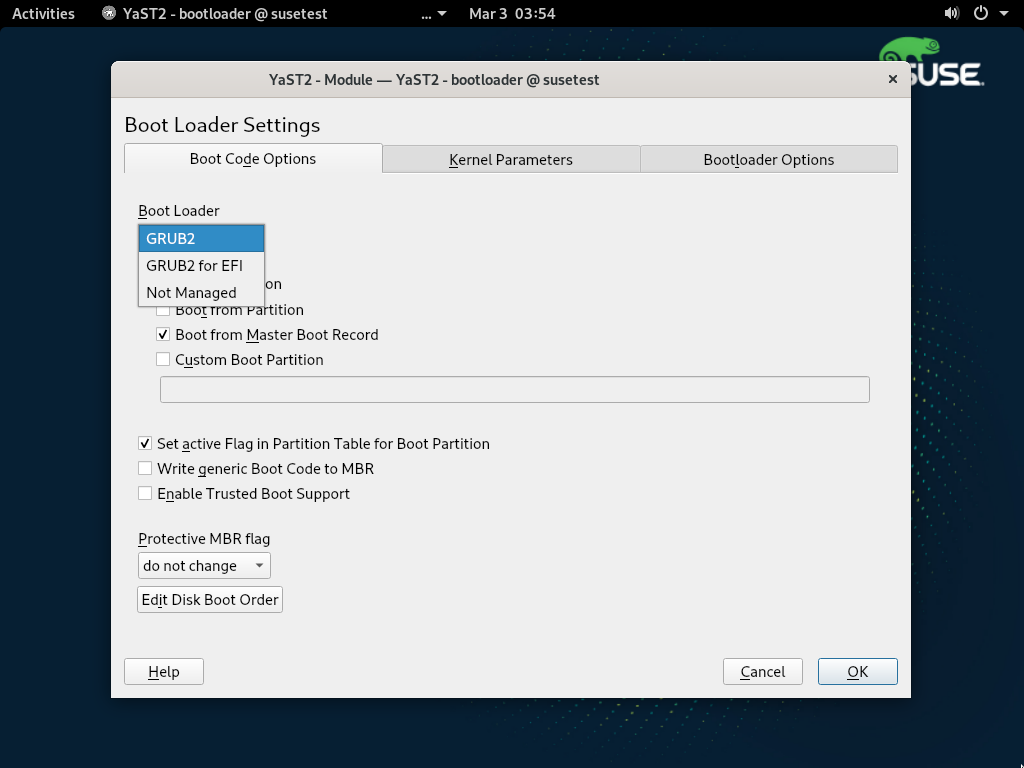 Activities YaST2 - bootloader @ susetest ... Mar 3 03:54
SUSE.
YaST2 - Module — YaST2 - bootloader @ susetest ×
Boot Loader Settings
Boot Code Options Kernel Parameters Bootloader Options
Boot Loader
GRUB2
GRUB2 for EFI
Not Managed
on
Boot from Partition
Boot from Master Boot Record
Custom Boot Partition
Set active Flag in Partition Table for Boot Partition
Write generic Boot Code to MBR
Enable Trusted Boot Support
Protective MBR flag
do not change
Edit Disk Boot Order
Help Cancel OK